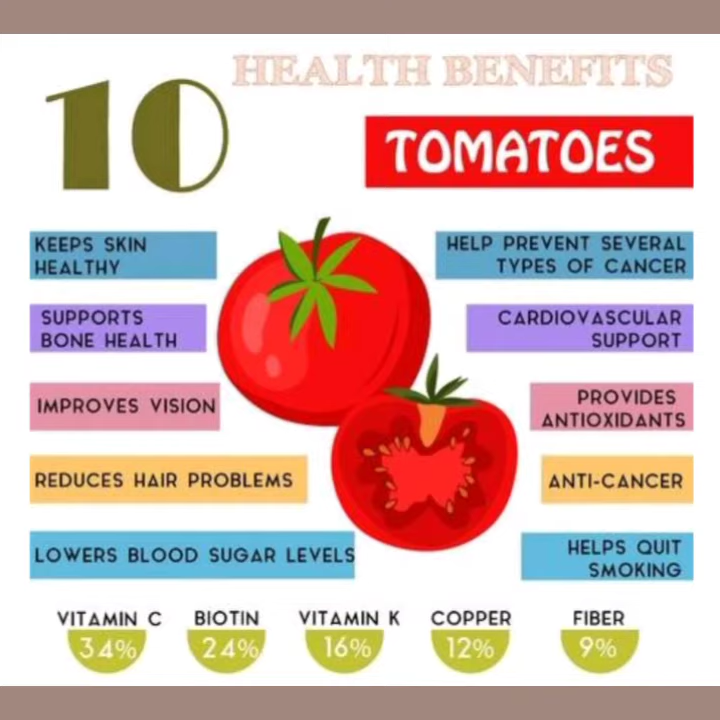 10
HEALTH BENEFITS
TOMATOES
KEEPS SKIN
HEALTHY
SUPPORTS
BONE HEALTH
IMPROVES VISION
REDUCES HAIR PROBLEMS
LOWERS BLOOD SUGAR LEVELS
HELP PREVENT SEVERAL
TYPES OF CANCER
CARDIOVASCULAR
SUPPORT
PROVIDES
ANTIOXIDANTS
ANTI-CANCER
HELPS QUIT
SMOKING
VITAMIN C
34%
BIOTIN
24%
VITAMIN K
16%
COPPER
12%
FIBER
9%